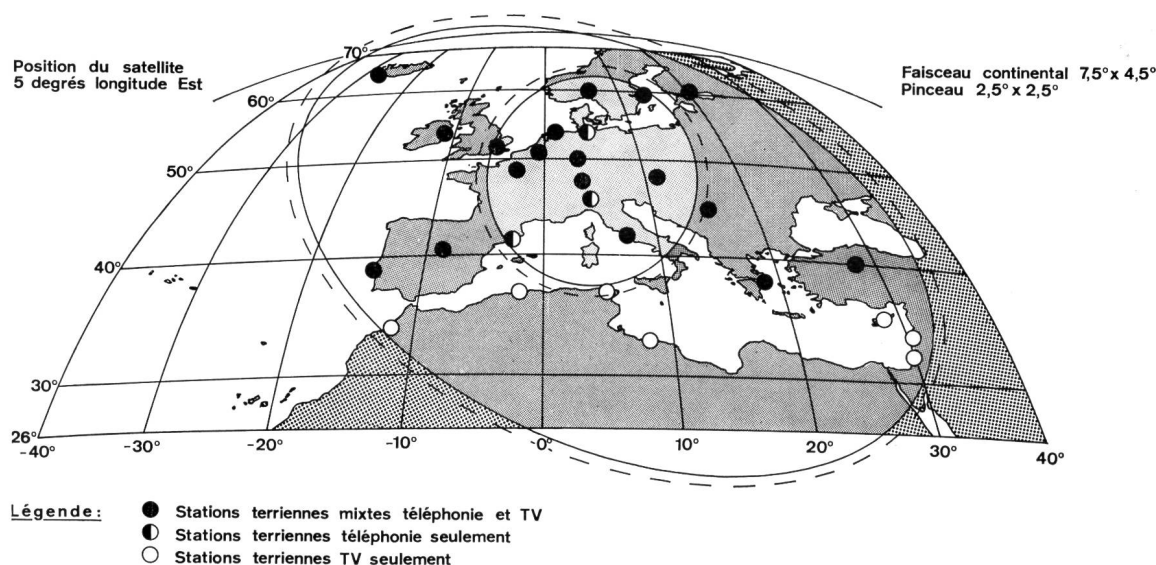 Position du satellite
5 degrés longitude Est
Faisceau continental 7,5° x 4,5°
Pinceau 2,5° x 2,5°
70°
60°
50°
40°
30°
26°
-40°
-30°
-20°
-10°
-0°
10°
20°
30°
40°
Légende:
Stations terriennes mixtes téléphonie et TV
Stations terriennes téléphonie seulement
Stations terriennes TV seulement